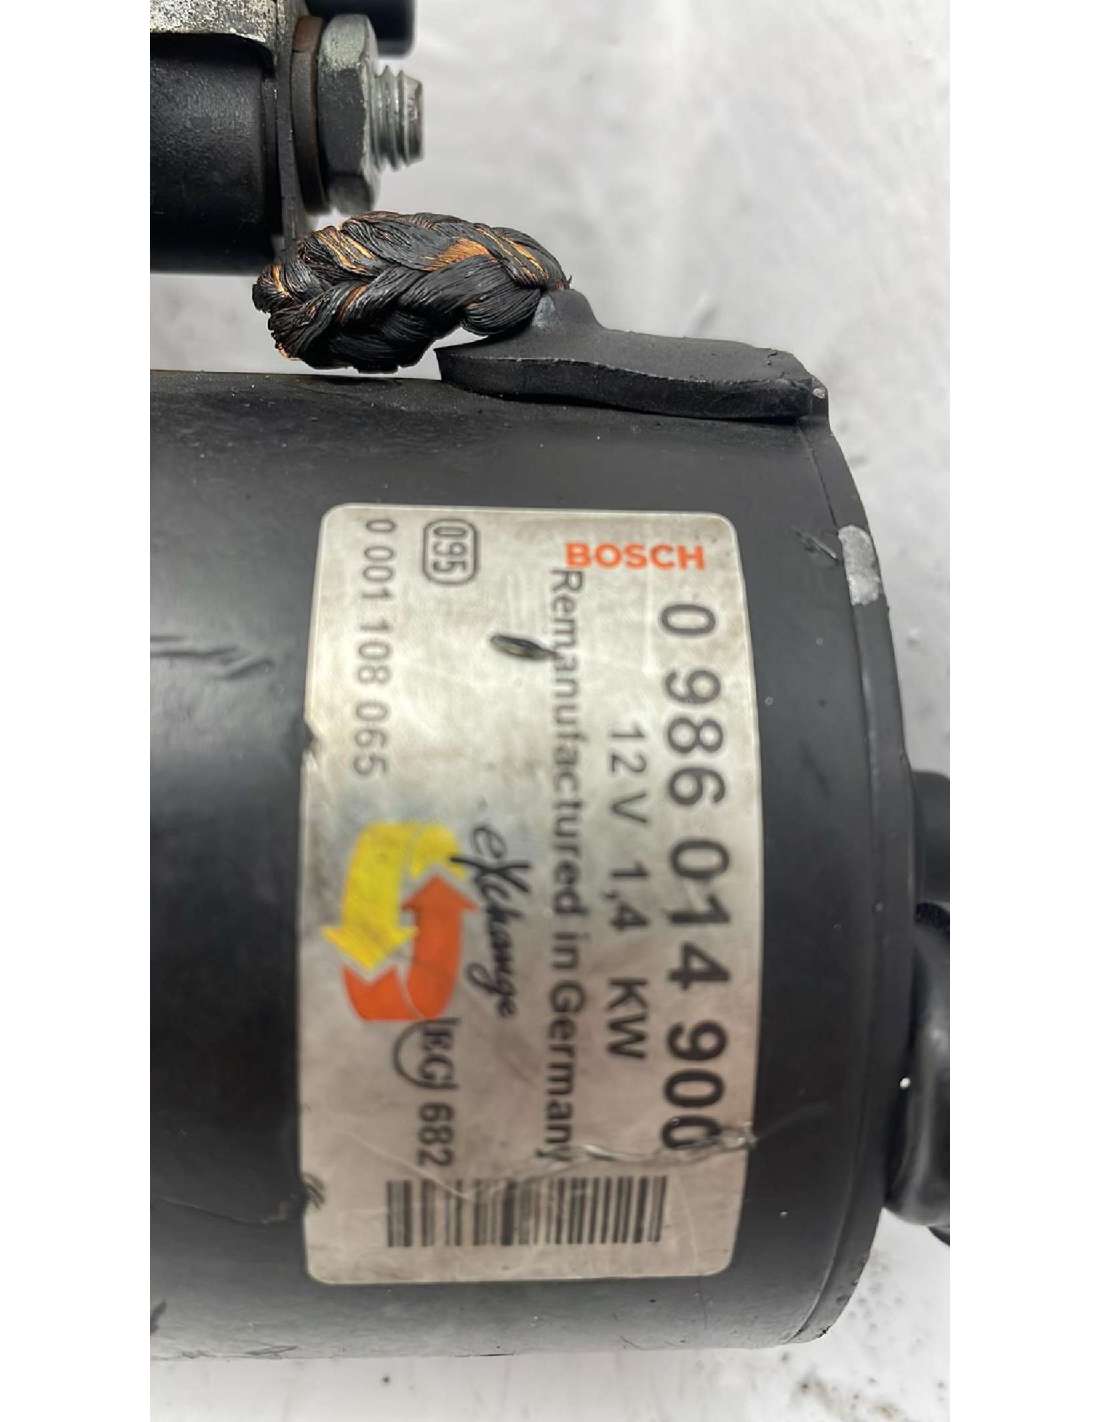 BOSCH
0 986 014 900
12 V 1,4 KW
Remanufactured in Germany
eXchange
095
EG 682
0 001 108 065